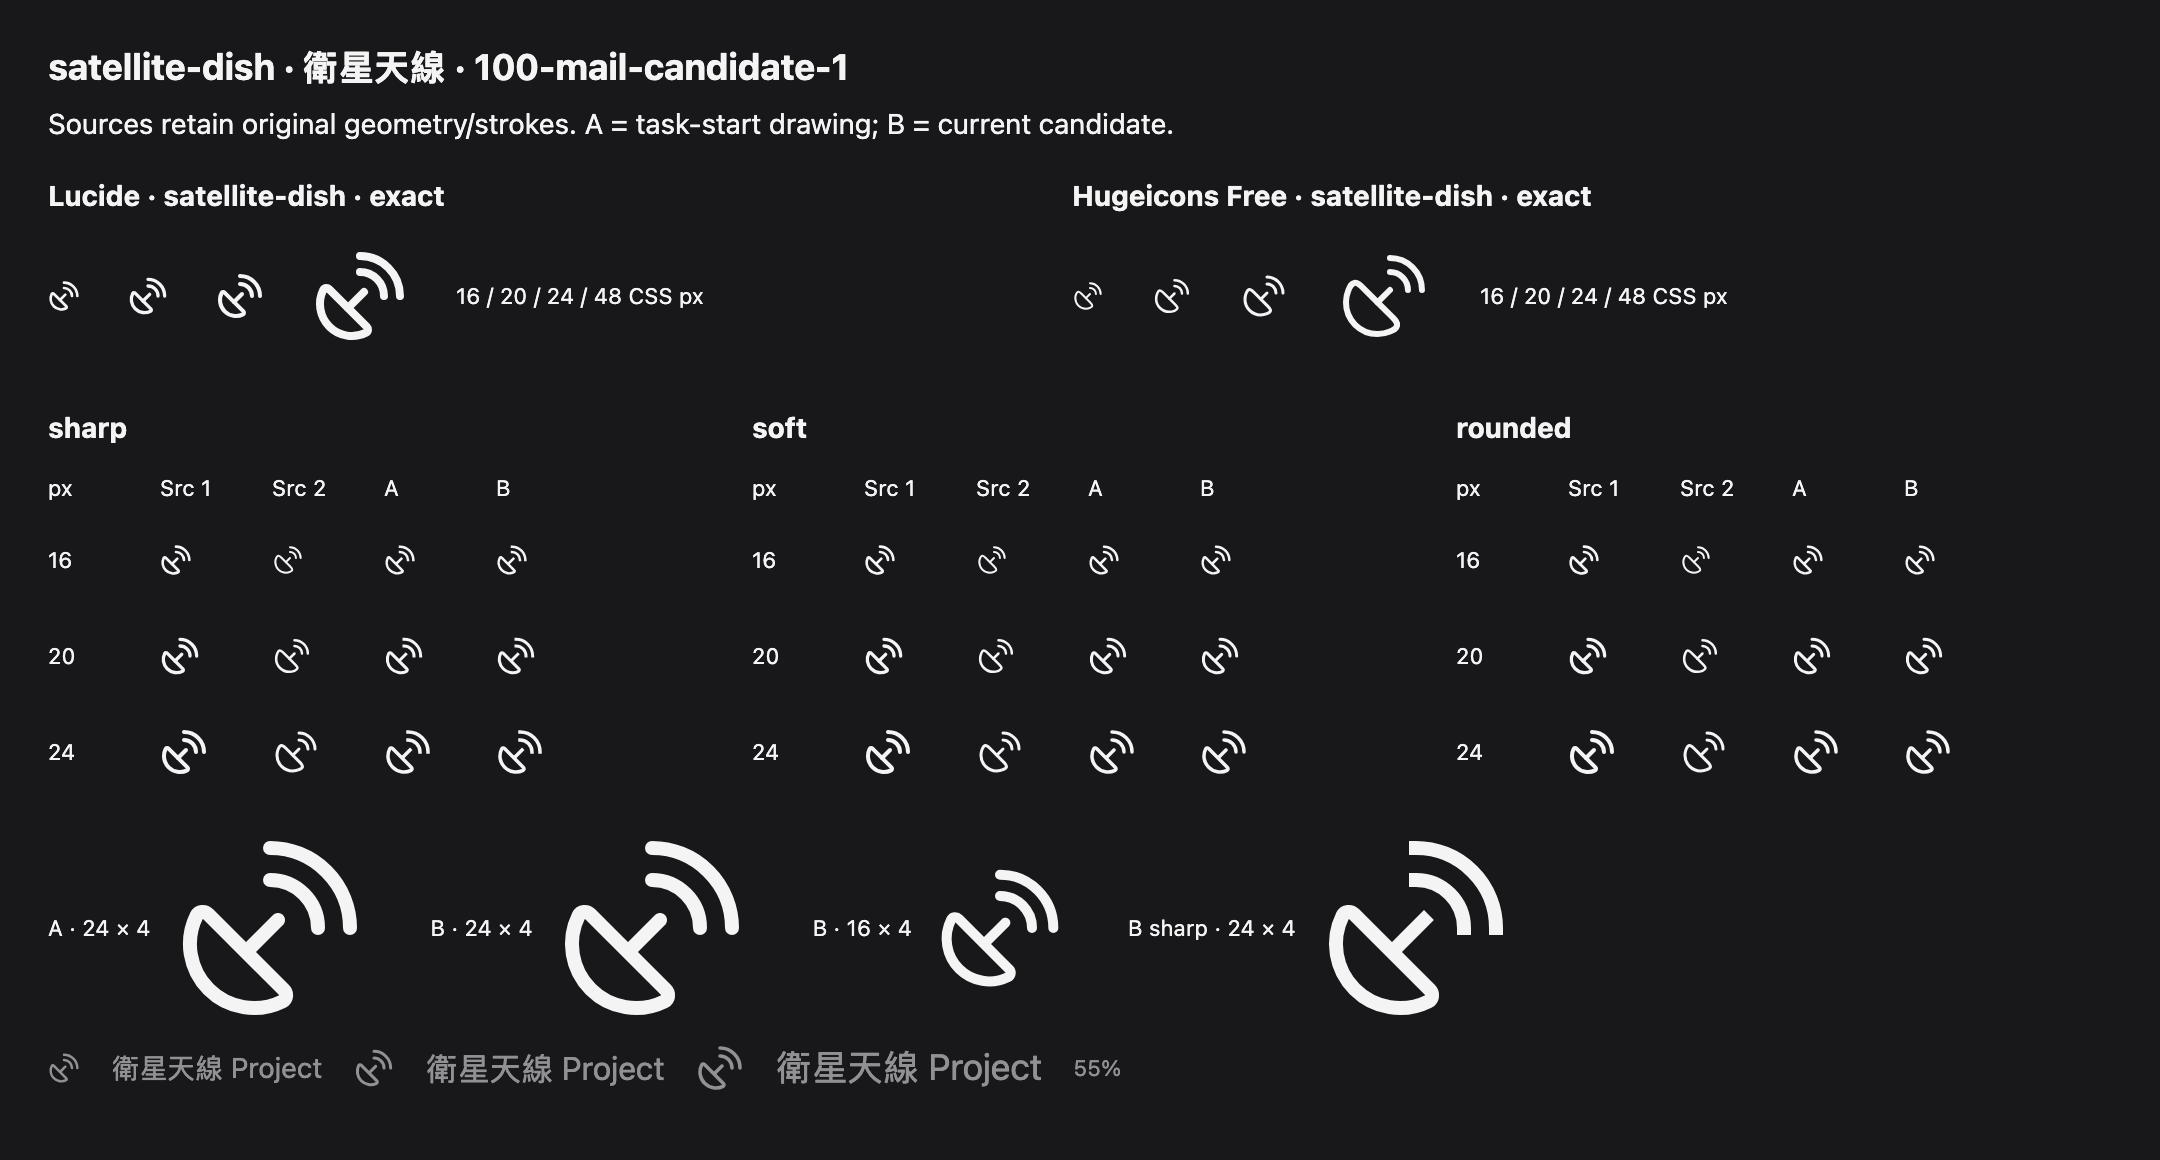 satellite-dish · 衛星天線 · 100-mail-candidate-1
Sources retain original geometry/strokes. A = task-start drawing; B = current candidate.
Lucide · satellite-dish · exact
16 / 20 / 24 / 48 CSS px
Hugeicons Free · satellite-dish · exact
16 / 20 / 24 / 48 CSS px
sharp
px Src 1 Src 2 A B
16
20
24
soft
px Src 1 Src 2 A B
16
20
24
rounded
px Src 1 Src 2 A B
16
20
24
A · 24 × 4
B · 24 × 4
B · 16 × 4
B sharp · 24 × 4
衛星天線 Project 衛星天線 Project 衛星天線 Project 55%